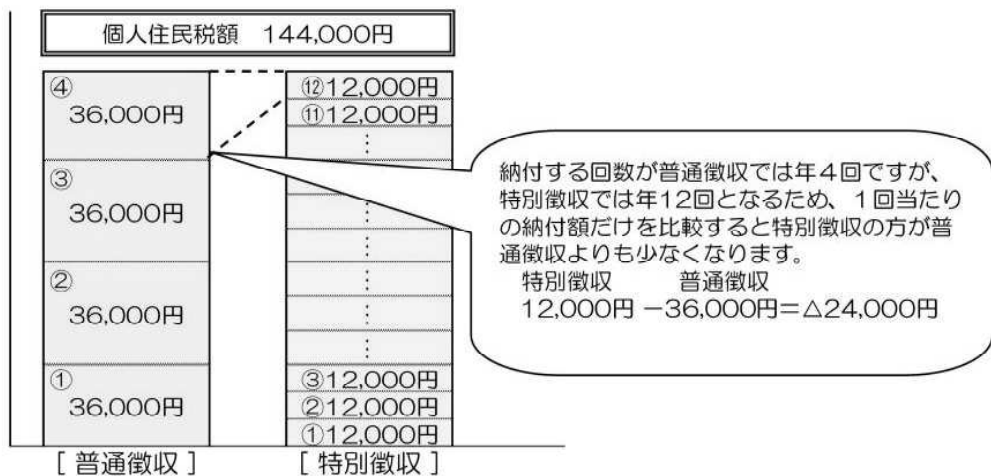 個人住民税額 144,000円
④
36,000円
③
36,000円
②
36,000円
①
36,000円
[ 普通徴収 ]
⑫12,000円
⑪12,000円
⋮
⋮
⋮
⋮
⋮
⋮
③12,000円
②12,000円
①12,000円
[ 特別徴収 ]
納付する回数が普通徴収では年4回ですが、
特別徴収では年12回となるため、1回当たり
の納付額だけを比較すると特別徴収の方が普
通徴収よりも少なくなります。
特別徴収 普通徴収
12,000円 −36,000円=△24,000円